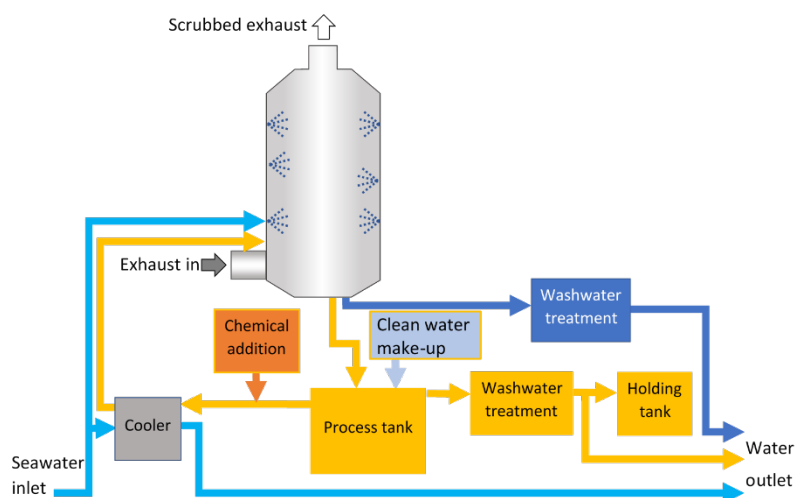 Scrubbed exhaust
Exhaust in
Washwater
treatment
Chemical
addition
Clean water
make-up
Cooler
Process tank
Washwater
treatment
Holding
tank
Seawater
inlet
Water
outlet